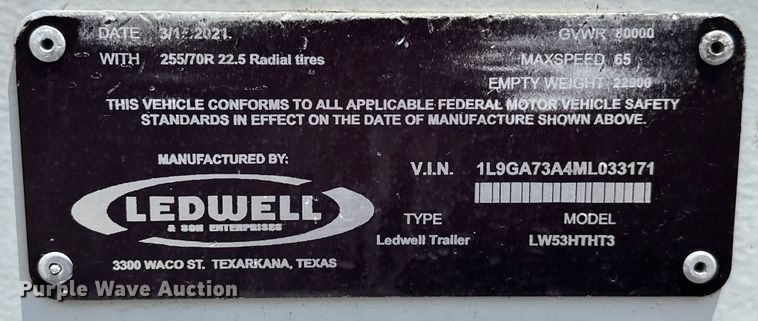 DATE 2021 GVWR 80000
WITH 255/70R 22.5 Radial tires MAXSPEED 65
EMPTY WEIGHT 22900
THIS VEHICLE CONFORMS TO ALL APPLICABLE FEDERAL MOTOR VEHICLE SAFETY
STANDARDS IN EFFECT ON THE DATE OF MANUFACTURE SHOWN ABOVE.
MANUFACTURED BY:
LEDWELL
& SON ENTERPRISES
3300 WACO ST. TEXARKANA, TEXAS
V.I.N. 1L9GA73A4ML033171
TYPE MODEL
Ledwell Trailer LW53HTHT3
Purple Wave Auction